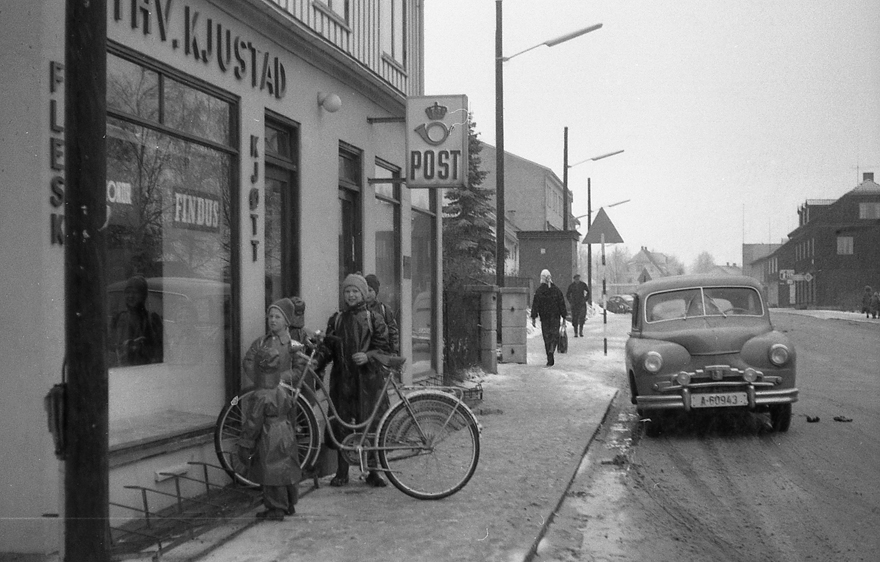 THV. KJUSTAD
FLESK
KJØTT
FINDUS
POST
A-60943